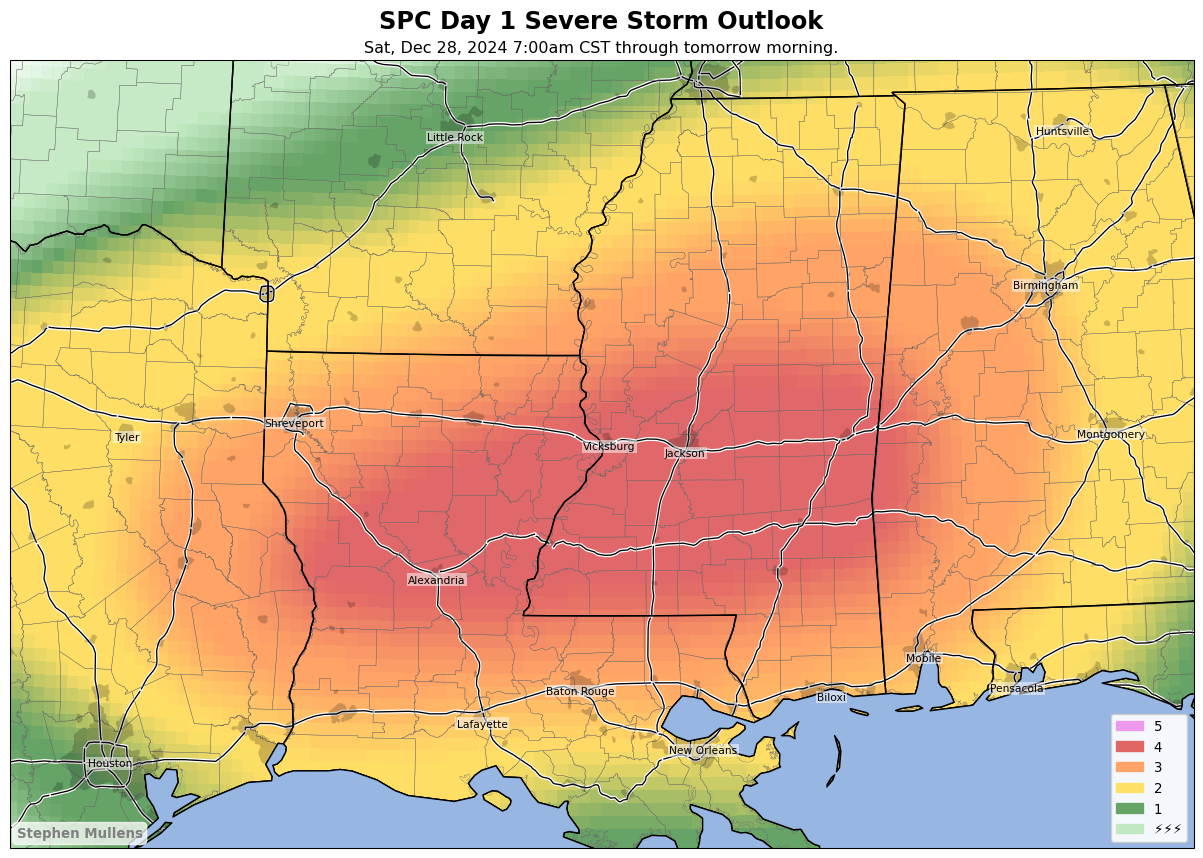 SPC Day 1 Severe Storm Outlook
Sat, Dec 28, 2024 7:00am CST through tomorrow morning.
Little Rock
Huntsville
Birmingham
Tyler
Shreveport
Vicksburg
Jackson
Montgomery
Alexandria
Mobile
Baton Rouge
Biloxi
Pensacola
Lafayette
New Orleans
Houston
5
4
3
2
1
⚡⚡⚡
Stephen Mullens